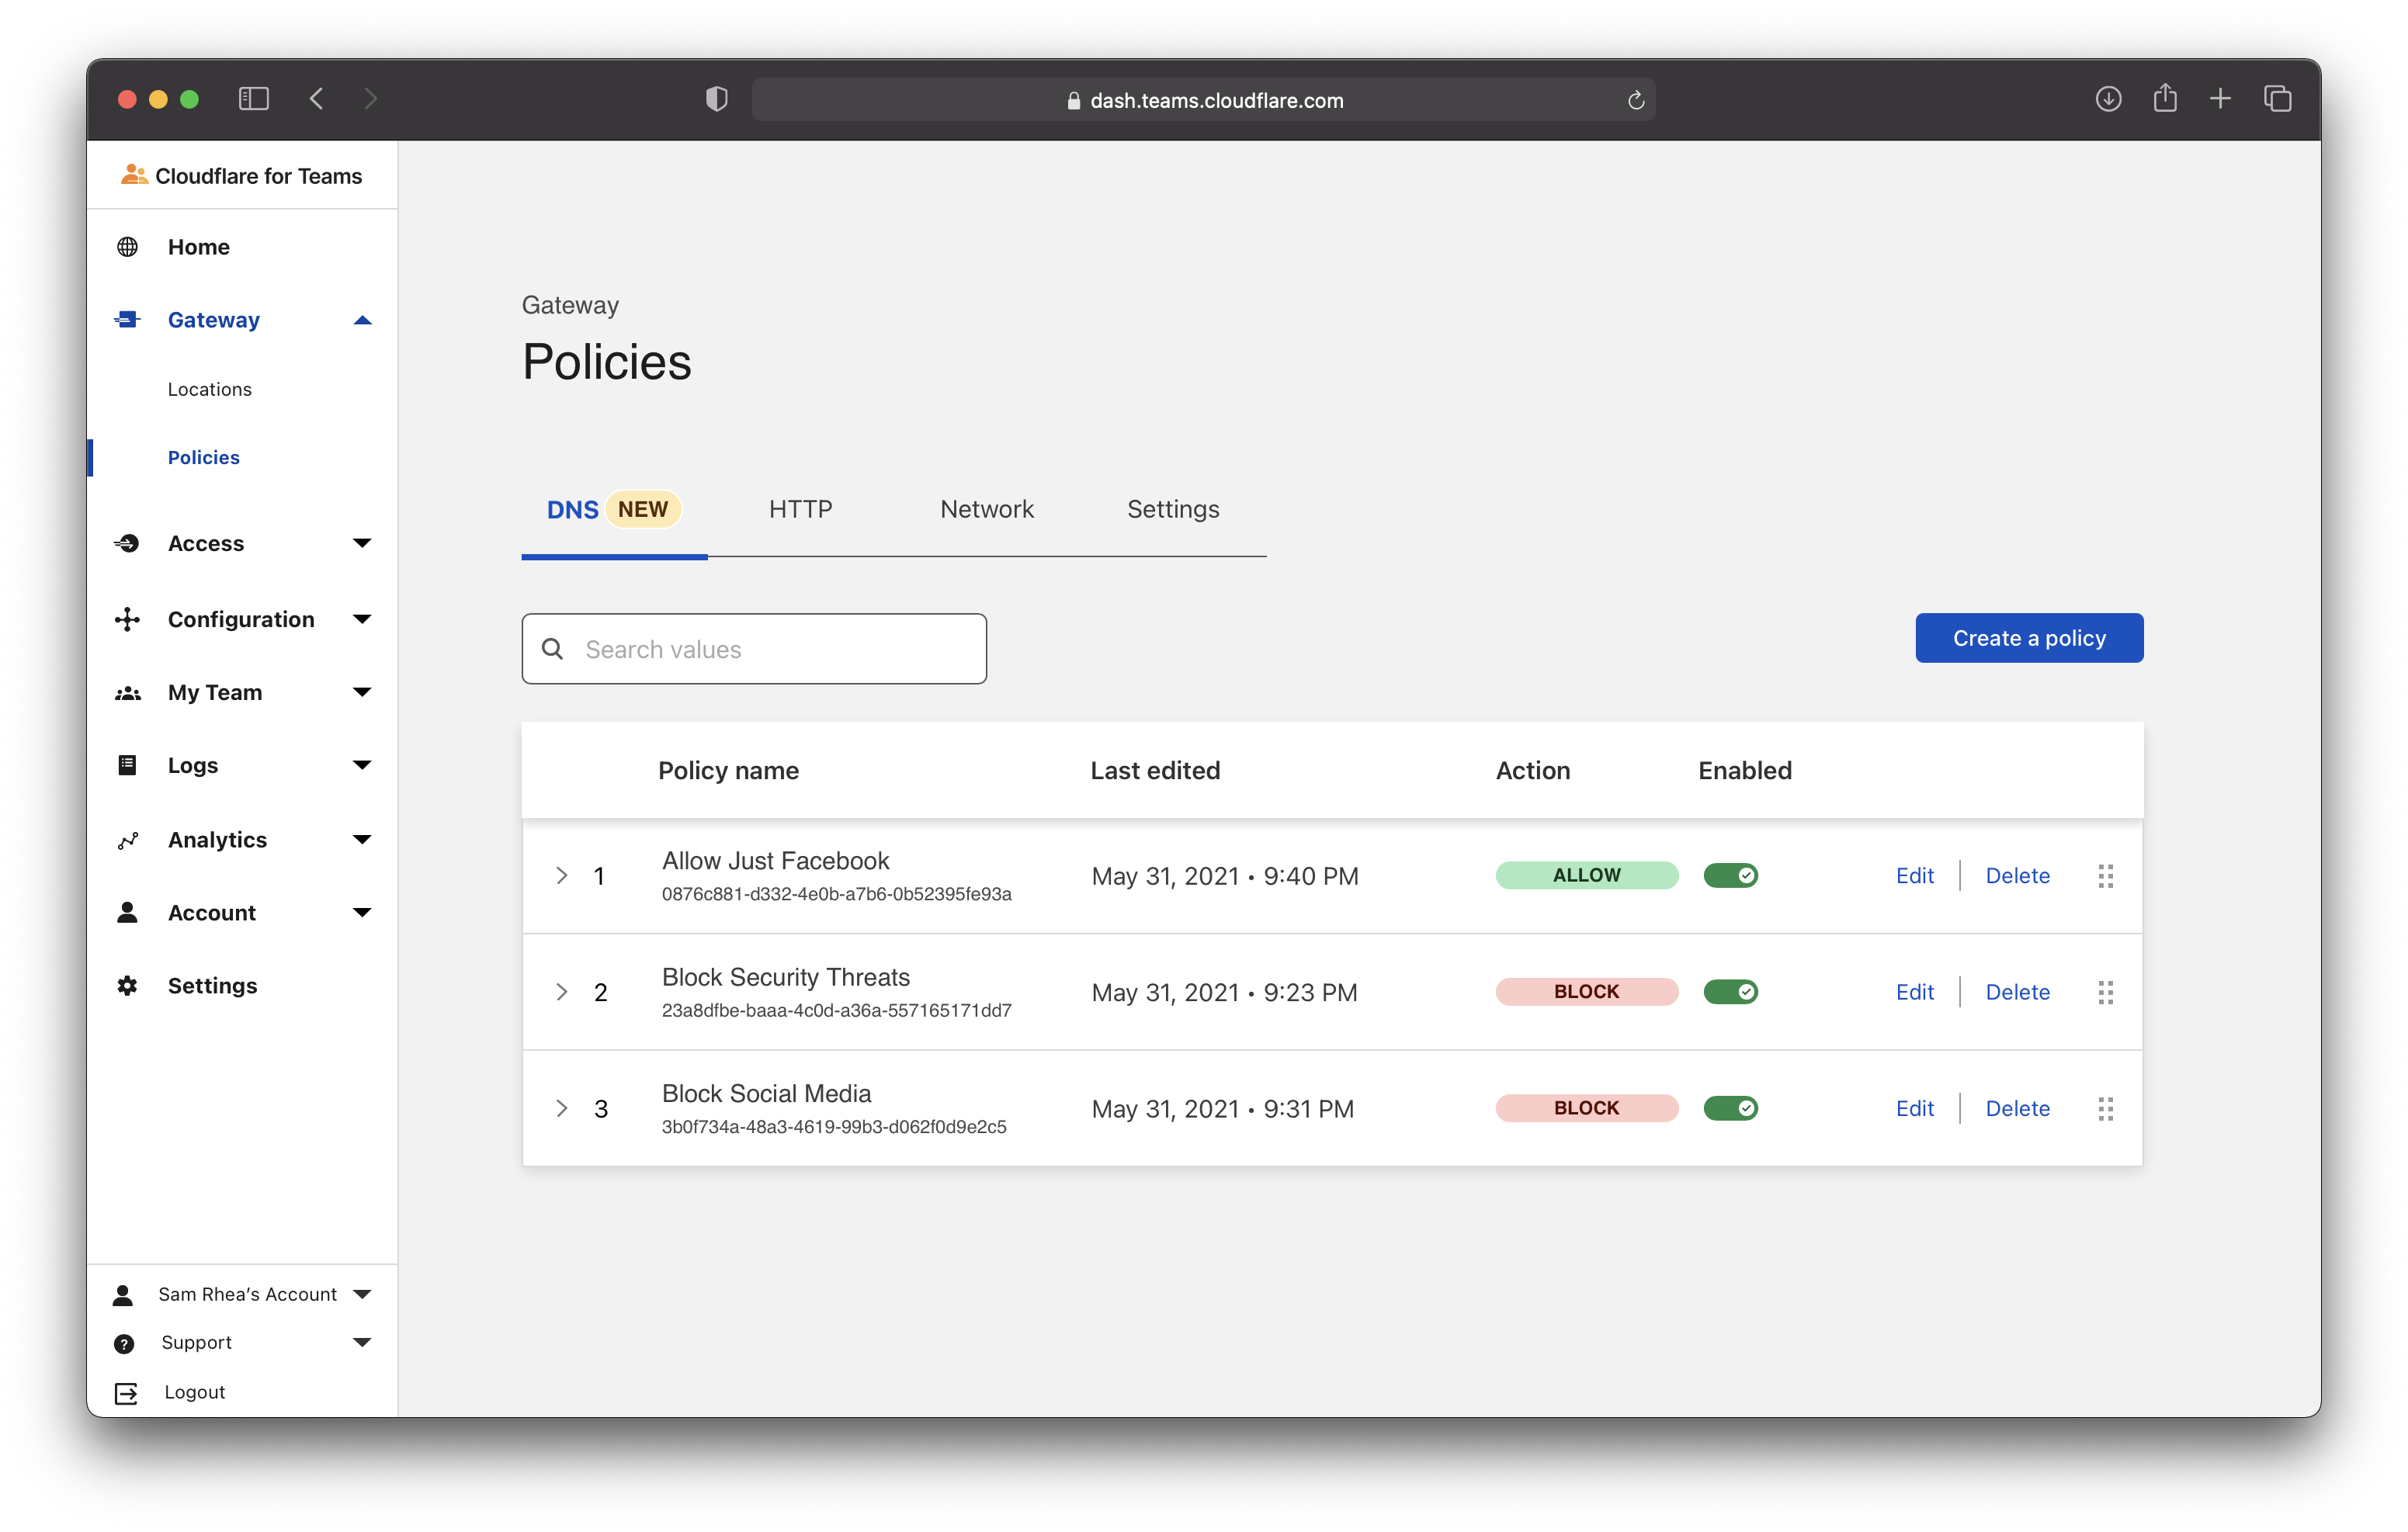 dash.teams.cloudflare.com
Cloudflare for Teams
Home
Gateway
Locations
Policies
Access
Configuration
My Team
Logs
Analytics
Account
Settings
Sam Rhea’s Account
Support
Logout
Gateway
Policies
DNS NEW HTTP Network Settings
Search values
Create a policy
Policy name Last edited Action Enabled
1 Allow Just Facebook May 31, 2021 • 9:40 PM ALLOW Edit Delete
0876c881-d332-4e0b-a7b6-0b52395fe93a
2 Block Security Threats May 31, 2021 • 9:23 PM BLOCK Edit Delete
23a8dfbe-baaa-4c0d-a36a-557165171dd7
3 Block Social Media May 31, 2021 • 9:31 PM BLOCK Edit Delete
3b0f734a-48a3-4619-99b3-d062f0d9e2c5